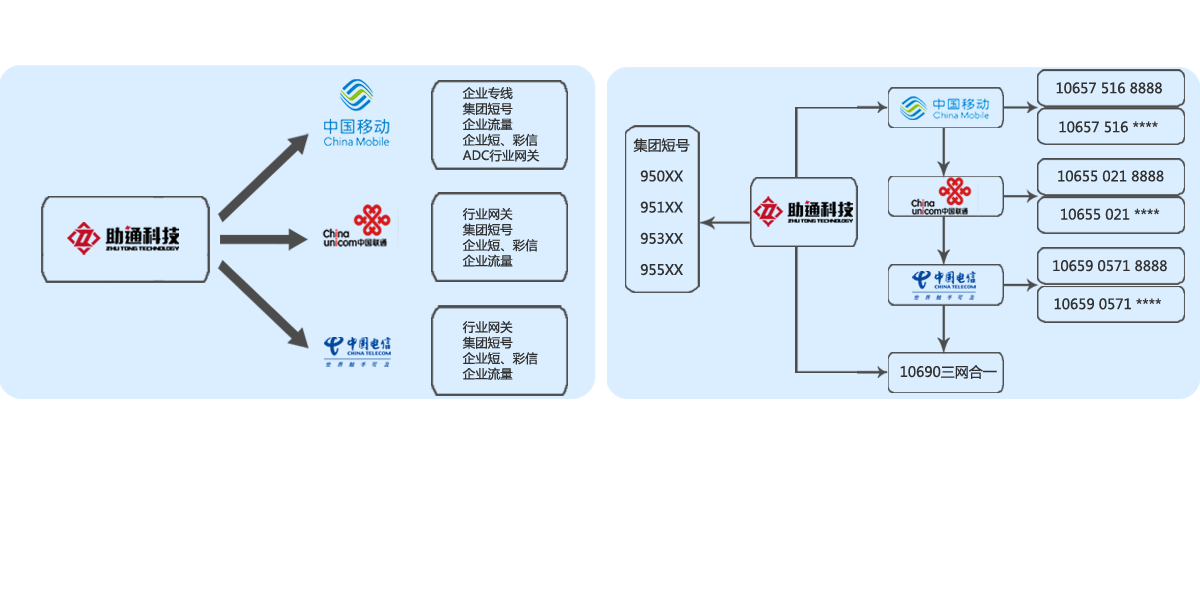 助通科技
ZHU TONG TECHNOLOGY
中国移动
China Mobile
企业专线
集团短号
企业流量
企业短、彩信
ADC行业网关
China
unicom中国联通
行业网关
集团短号
企业短、彩信
企业流量
中国电信
CHINA TELECOM
世界触手可及
行业网关
集团短号
企业短、彩信
企业流量
集团短号
950XX
951XX
953XX
955XX
助通科技
ZHU TONG TECHNOLOGY
中国移动
China Mobile
10657 516 8888
10657 516 ****
China
unicom中国联通
10655 021 8888
10655 021 ****
中国电信
CHINA TELECOM
世界触手可及
10659 0571 8888
10659 0571 ****
10690三网合一